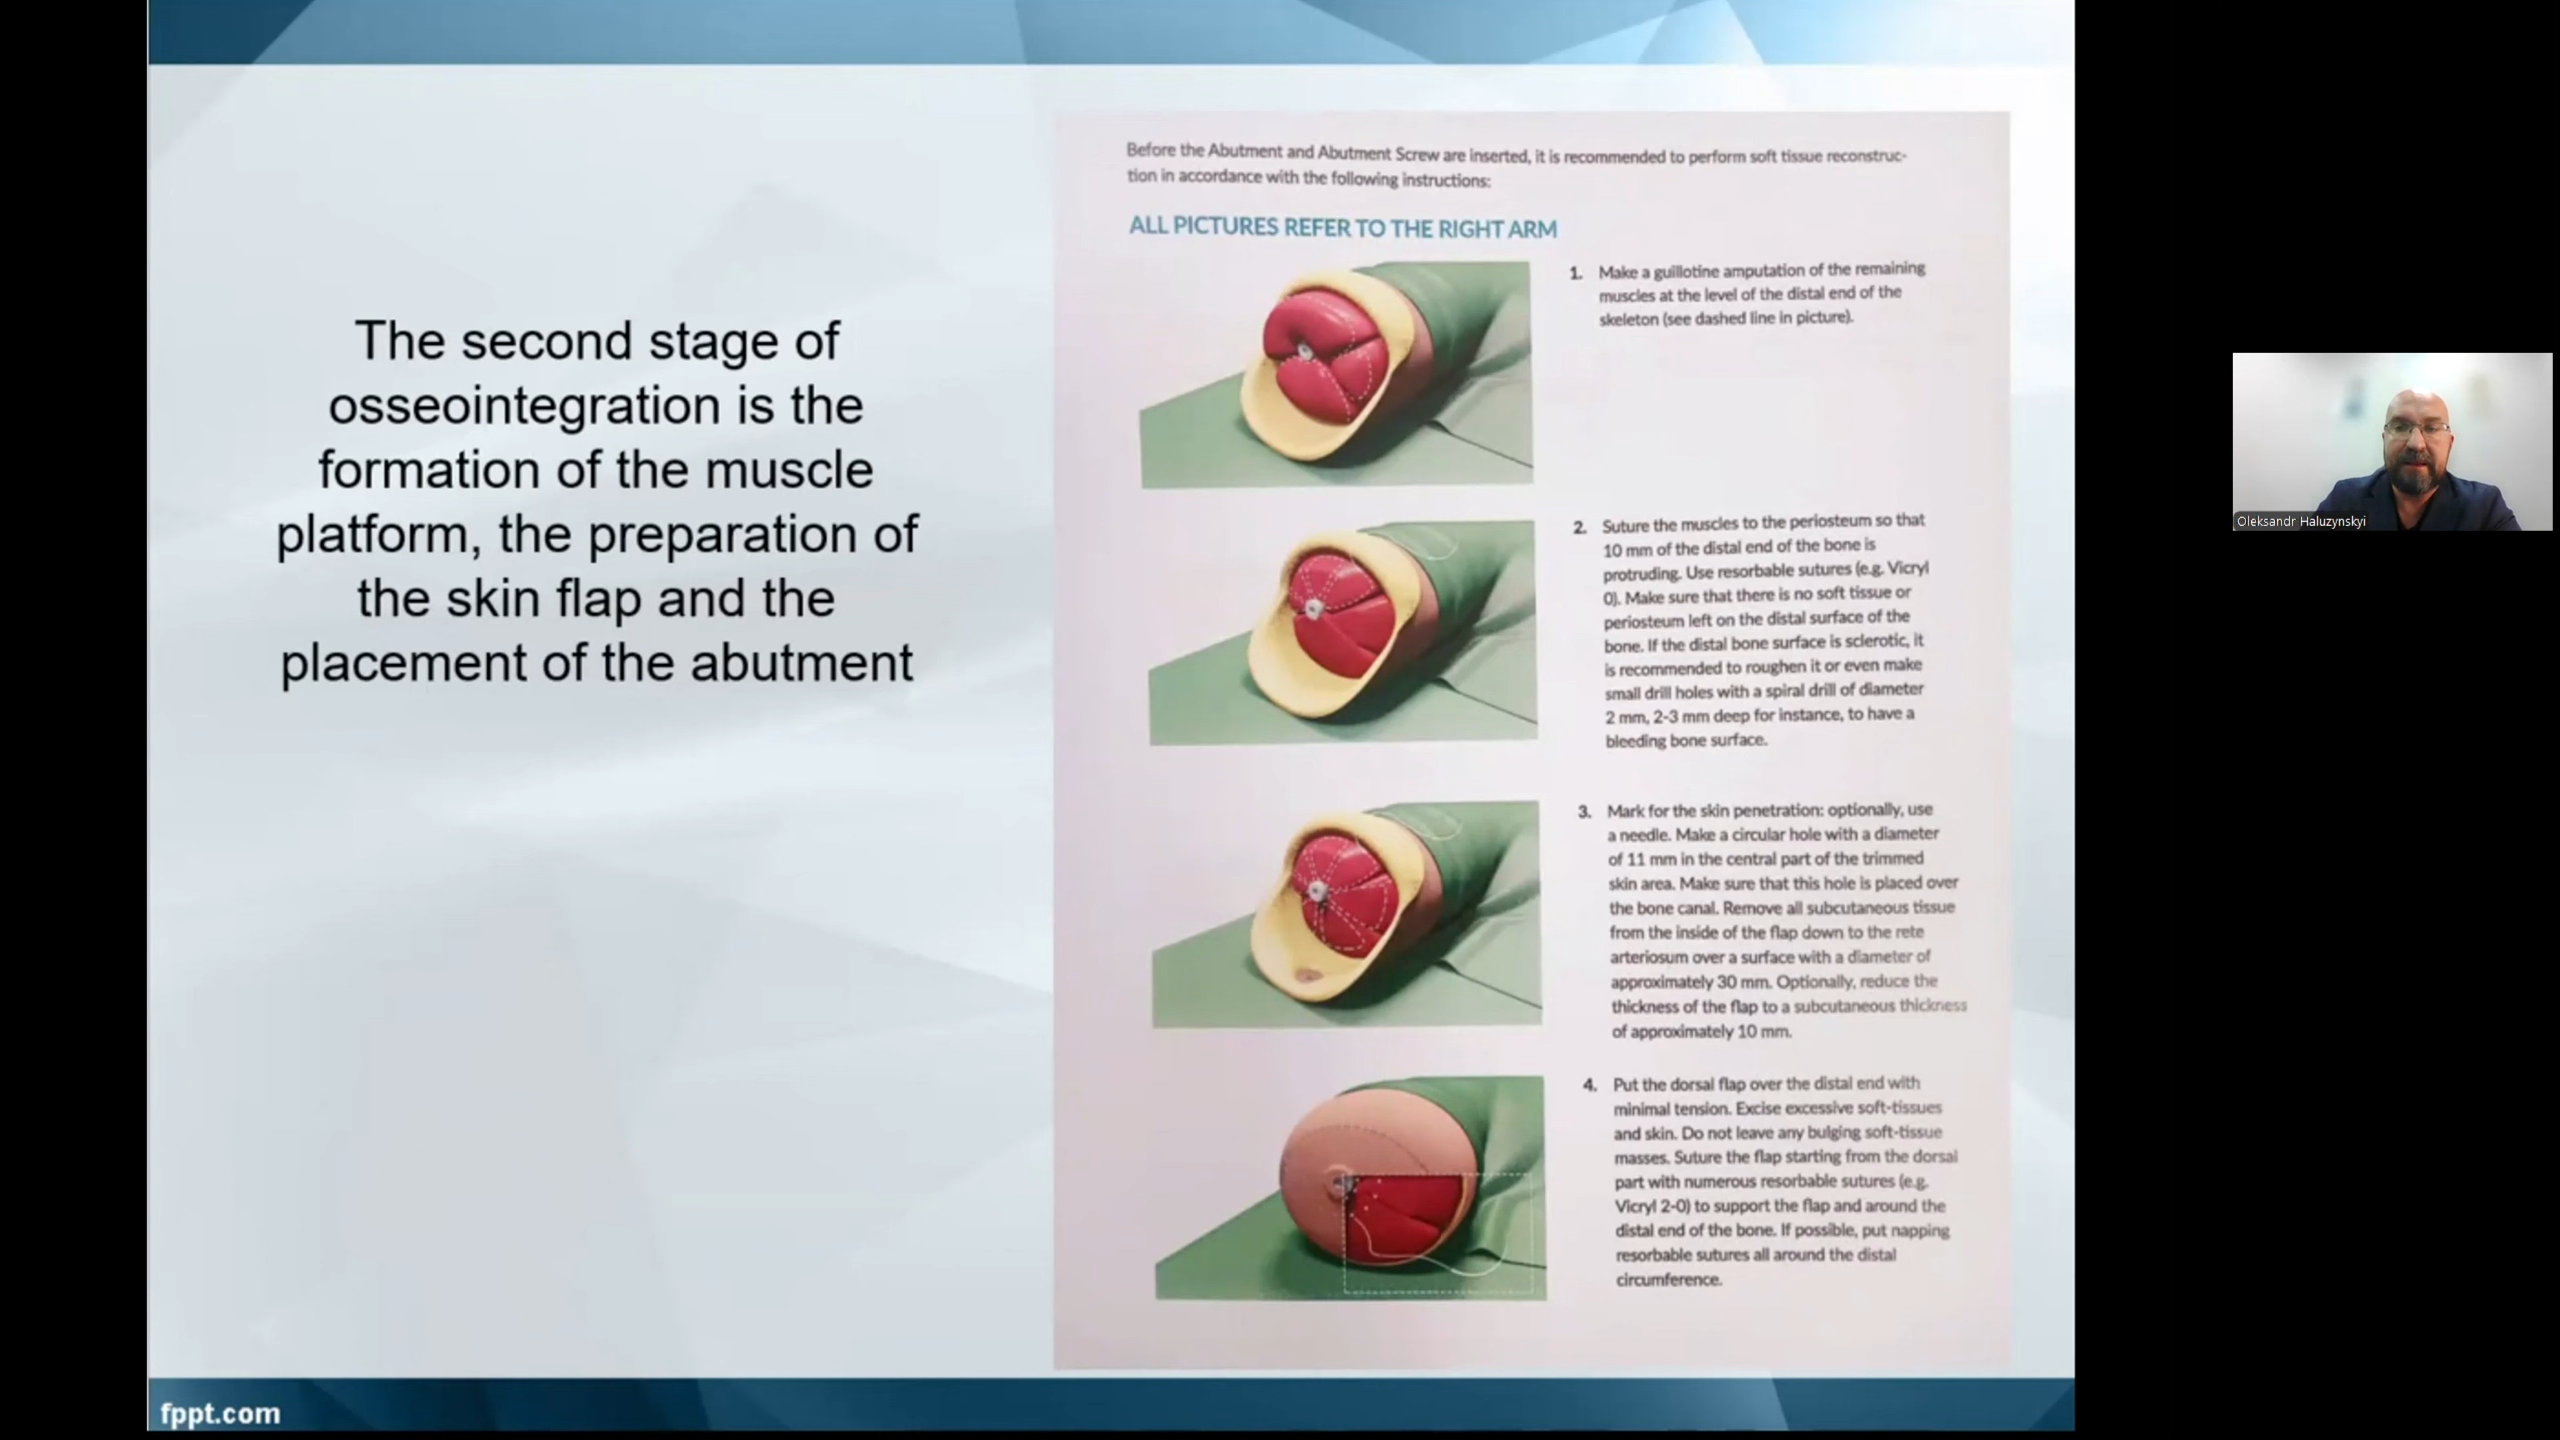 The second stage of
osseointegration is the
formation of the muscle
platform, the preparation of
the skin flap and the
placement of the abutment
Before the Abutment and Abutment Screw are inserted, it is recommended to perform soft tissue reconstruc-
tion in accordance with the following instructions:
ALL PICTURES REFER TO THE RIGHT ARM
1. Make a guillotine amputation of the remaining
muscles at the level of the distal end of the
skeleton (see dashed line in picture).
2. Suture the muscles to the periosteum so that
10 mm of the distal end of the bone is
protruding. Use resorbable sutures (e.g. Vicryl
0). Make sure that there is no soft tissue or
periosteum left on the distal surface of the
bone. If the distal bone surface is sclerotic, it
is recommended to roughen it or even make
small drill holes with a spiral drill of diameter
2 mm, 2-3 mm deep for instance, to have a
bleeding bone surface.
3. Mark for the skin penetration: optionally, use
a needle. Make a circular hole with a diameter
of 11 mm in the central part of the trimmed
skin area. Make sure that this hole is placed over
the bone canal. Remove all subcutaneous tissue
from the inside of the flap down to the rete
arteriosum over a surface with a diameter of
approximately 30 mm. Optionally, reduce the
thickness of the flap to a subcutaneous thickness
of approximately 10 mm.
4. Put the dorsal flap over the distal end with
minimal tension. Excise excessive soft-tissues
and skin. Do not leave any bulging soft-tissue
masses. Suture the flap starting from the dorsal
part with numerous resorbable sutures (e.g.
Vicryl 2-0) to support the flap and around the
distal end of the bone. If possible, put napping
resorbable sutures all around the distal
circumference.
fppt.com
Oleksandr Haluzynskyi